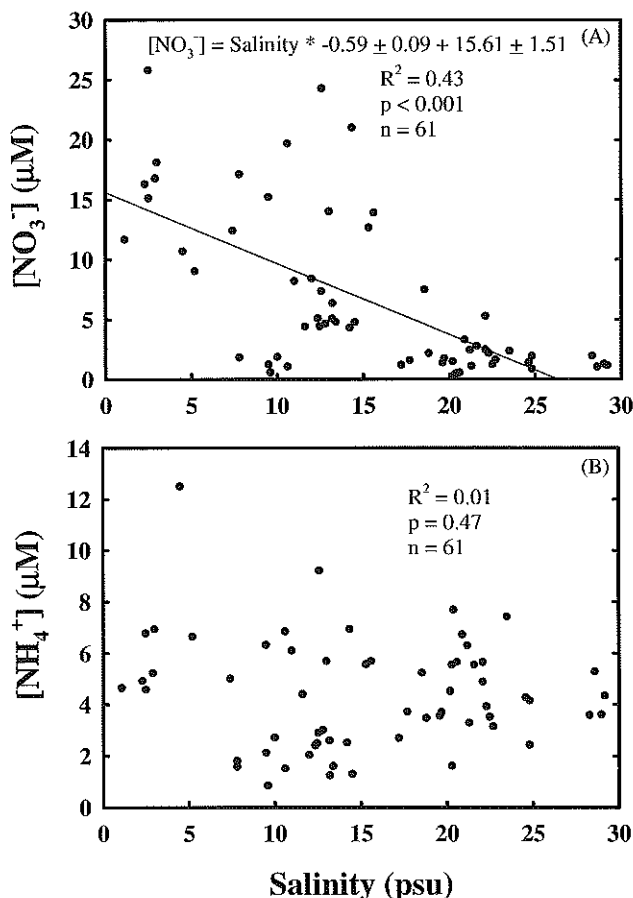 30
25
20
15
10
5
0
[NO₃⁻] (μM)
[NO₃⁻] = Salinity * -0.59 ± 0.09 + 15.61 ± 1.51
(A)
R² = 0.43
p < 0.001
n = 61
0 5 10 15 20 25 30
14
12
10
8
6
4
2
0
[NH₄⁺] (μM)
(B)
R² = 0.01
p = 0.47
n = 61
0 5 10 15 20 25 30
Salinity (psu)